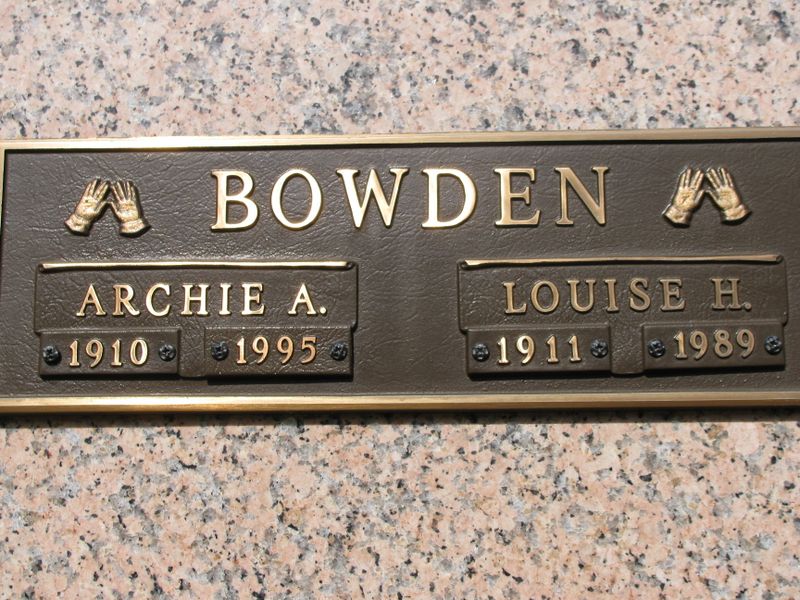 BOWDEN
ARCHIE A.
1910 1995
LOUISE H.
1911 1989